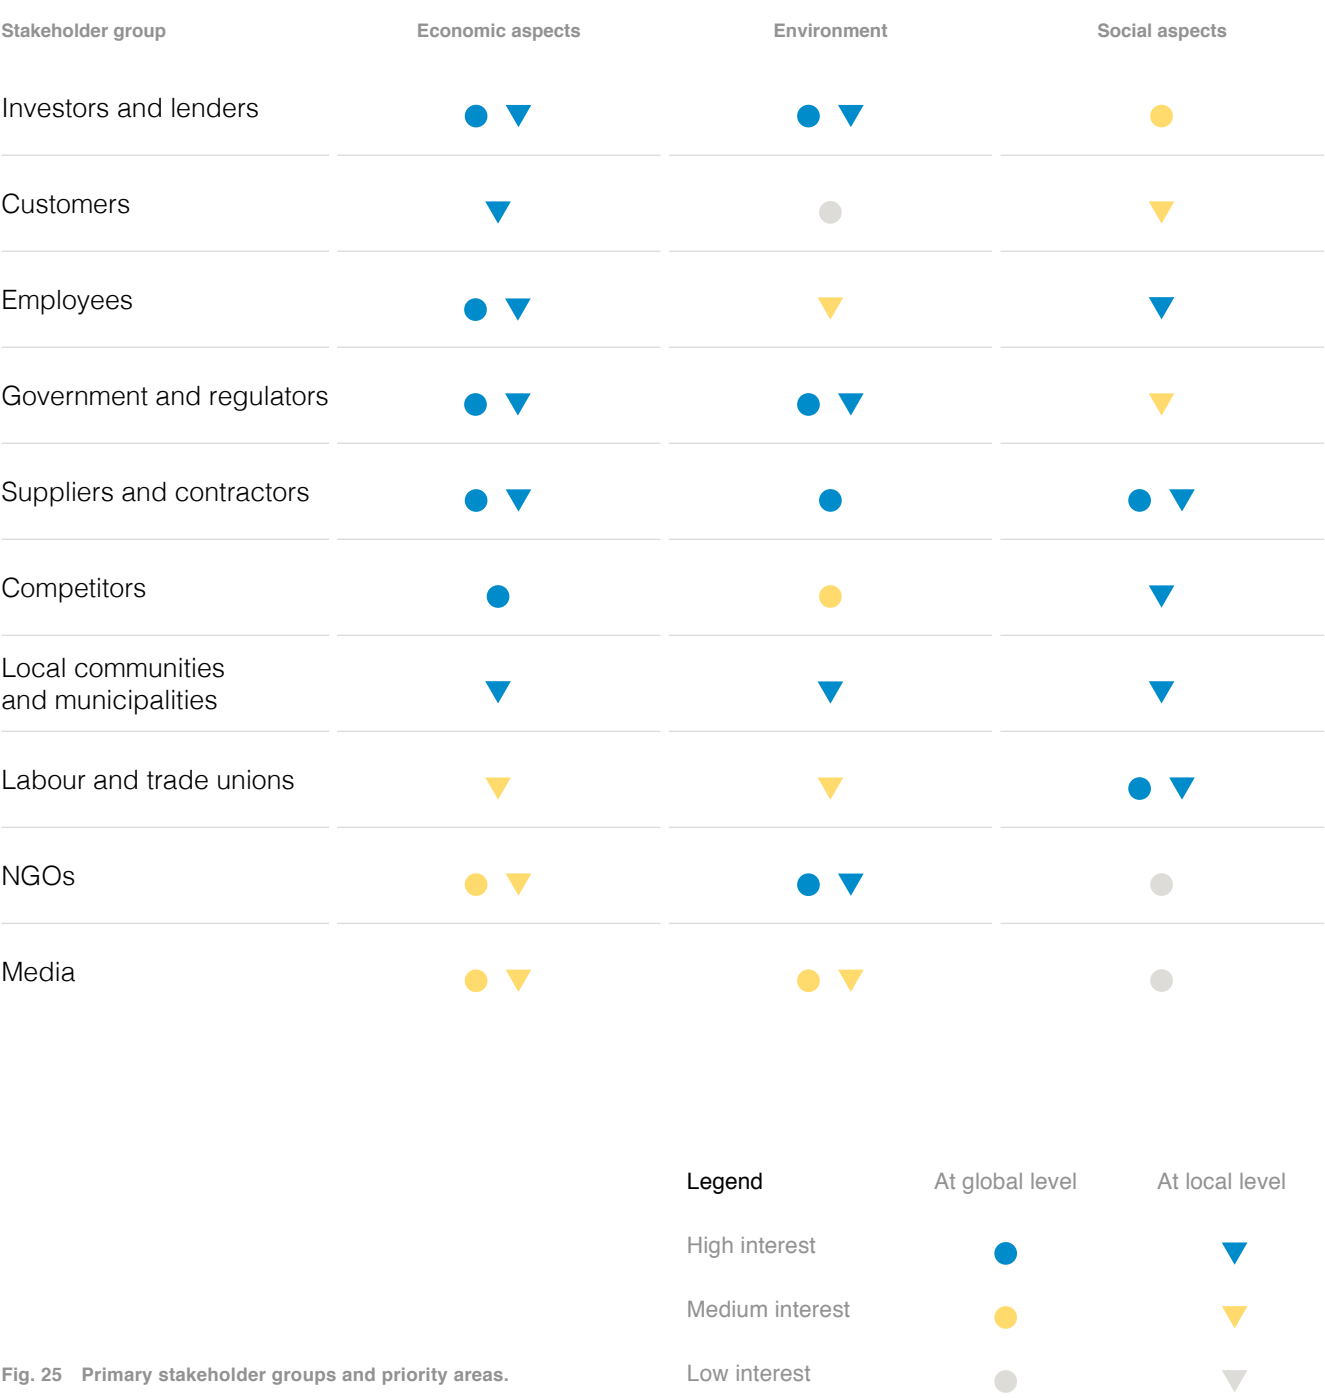 Stakeholder group Economic aspects Environment Social aspects
Investors and lenders
Customers
Employees
Government and regulators
Suppliers and contractors
Competitors
Local communities
and municipalities
Labour and trade unions
NGOs
Media
Legend At global level At local level
High interest
Medium interest
Low interest
Fig. 25 Primary stakeholder groups and priority areas.